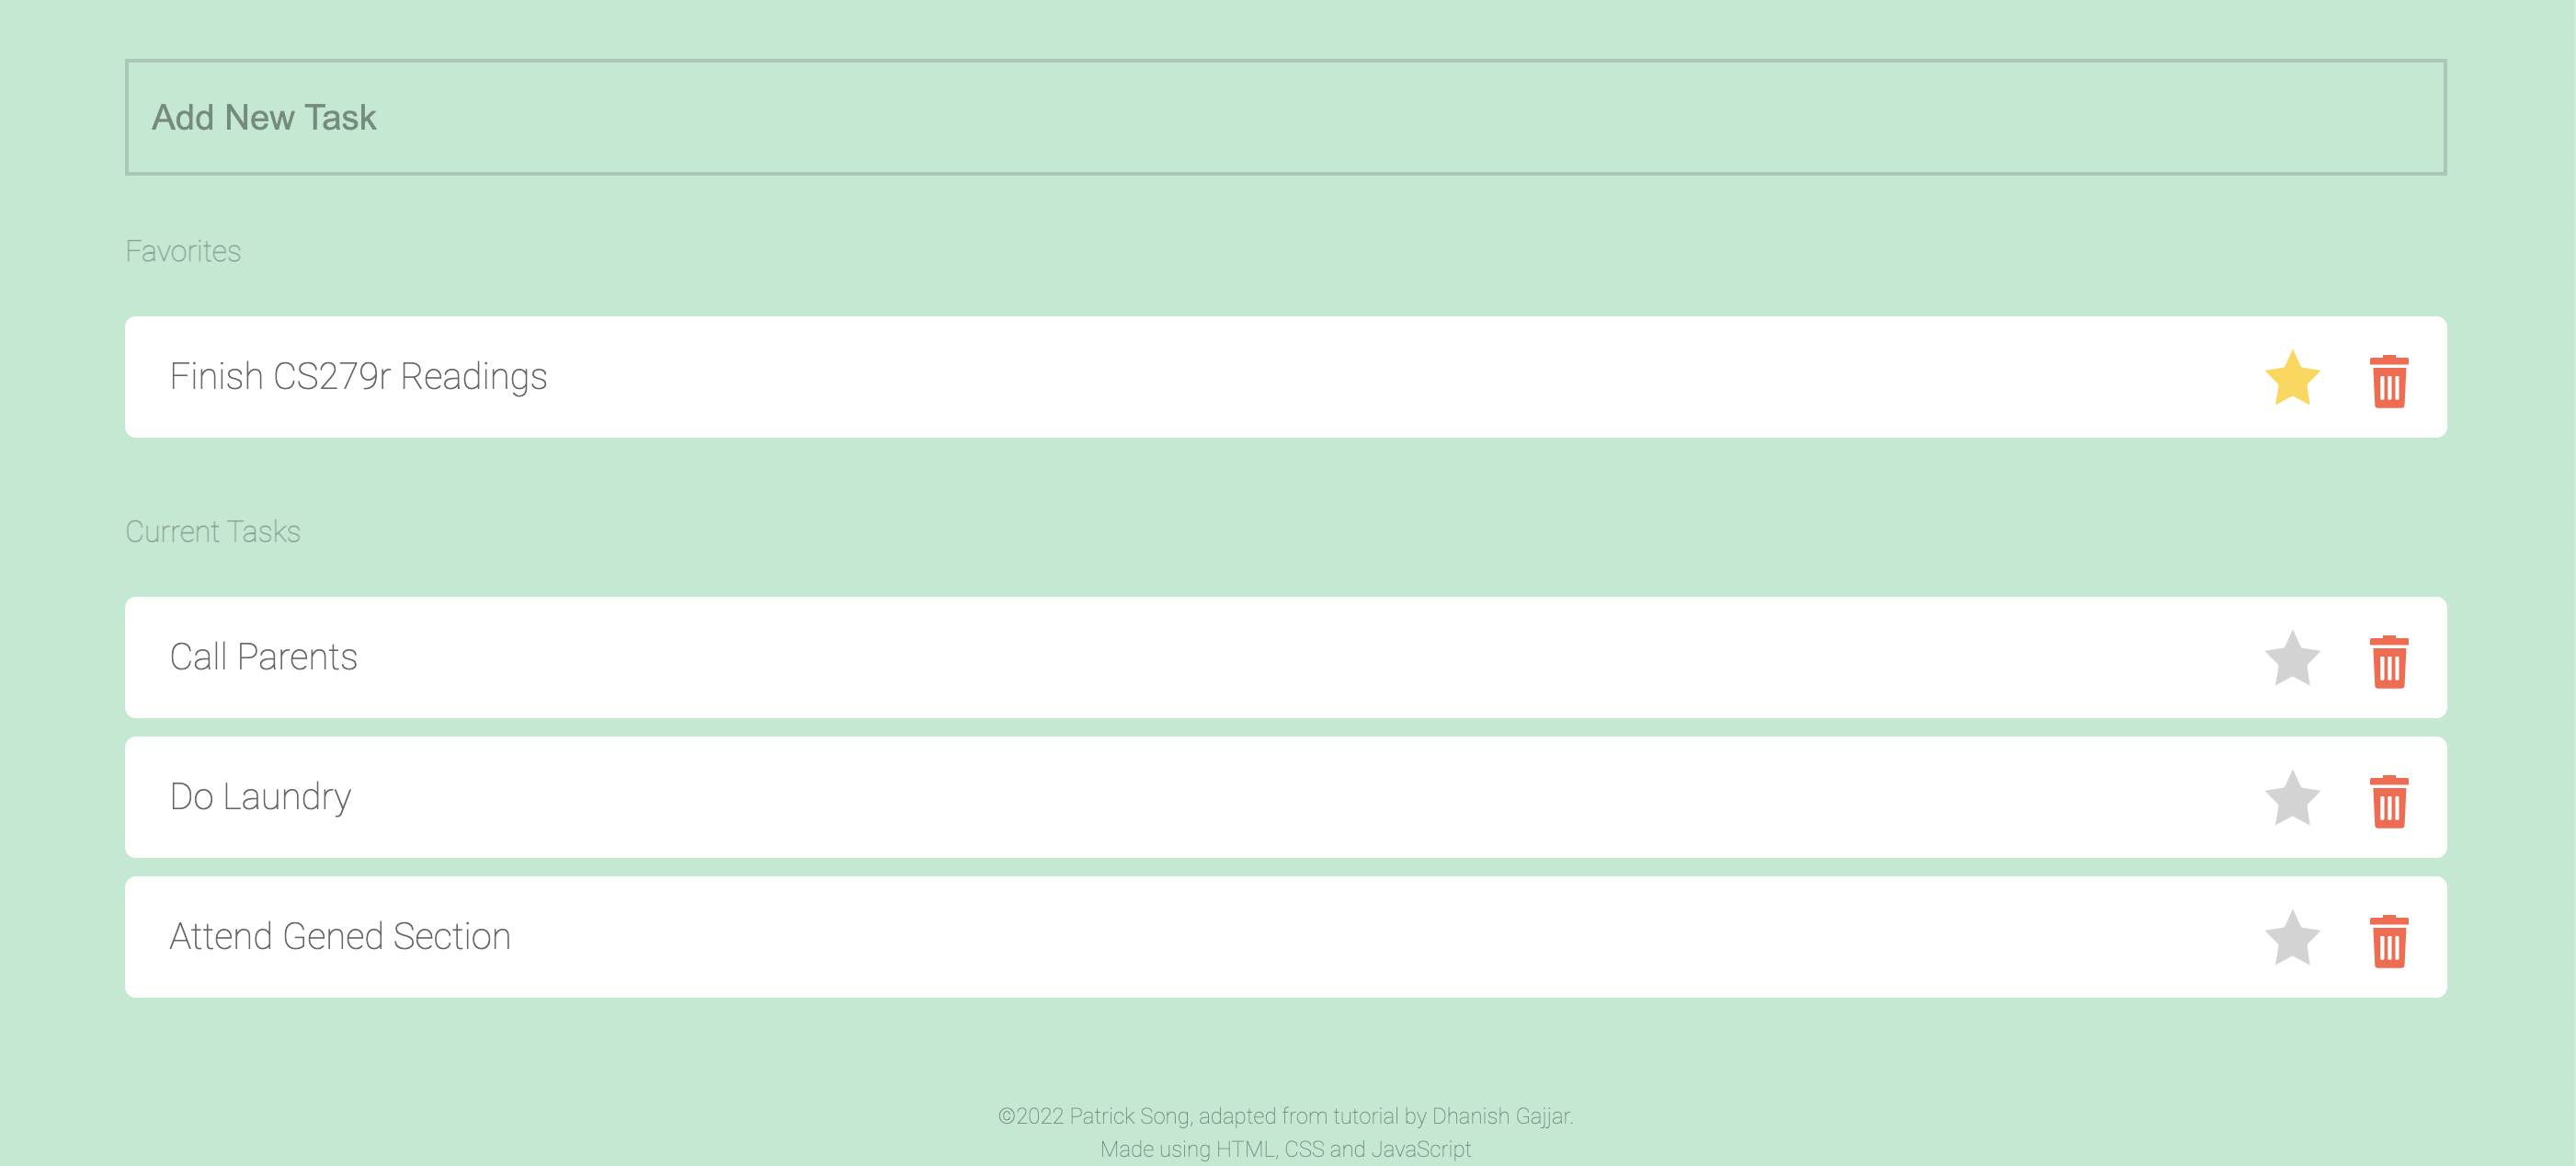 Add New Task
Favorites
Finish CS279r Readings
Current Tasks
Call Parents
Do Laundry
Attend Gened Section
©2022 Patrick Song, adapted from tutorial by Dhanish Gajjar.
Made using HTML, CSS and JavaScript